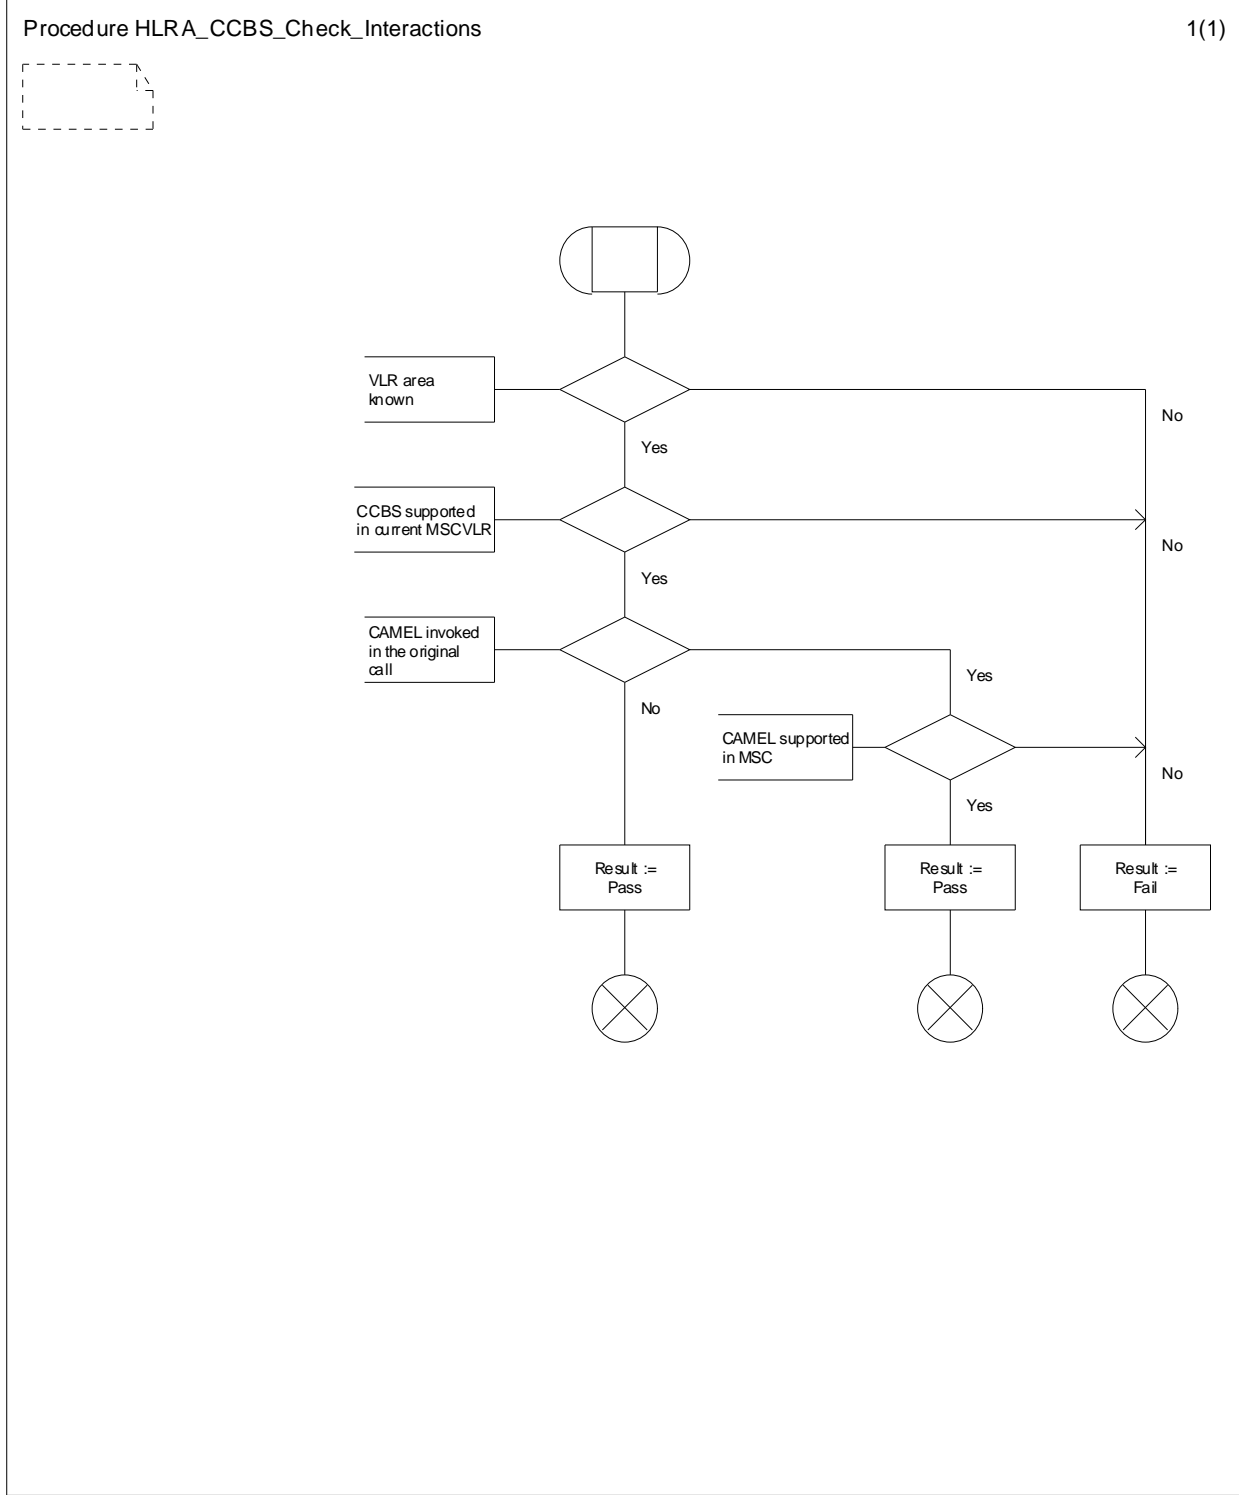 Procedure HLRA_CCBS_Check_Interactions
1(1)
VLR area
known
No
Yes
CCBS supported
in current MSCVLR
No
Yes
CAMEL invoked
in the original
call
Yes
No
CAMEL supported
in MSC
No
Yes
Result :=
Pass
Result :=
Pass
Result :=
Fail